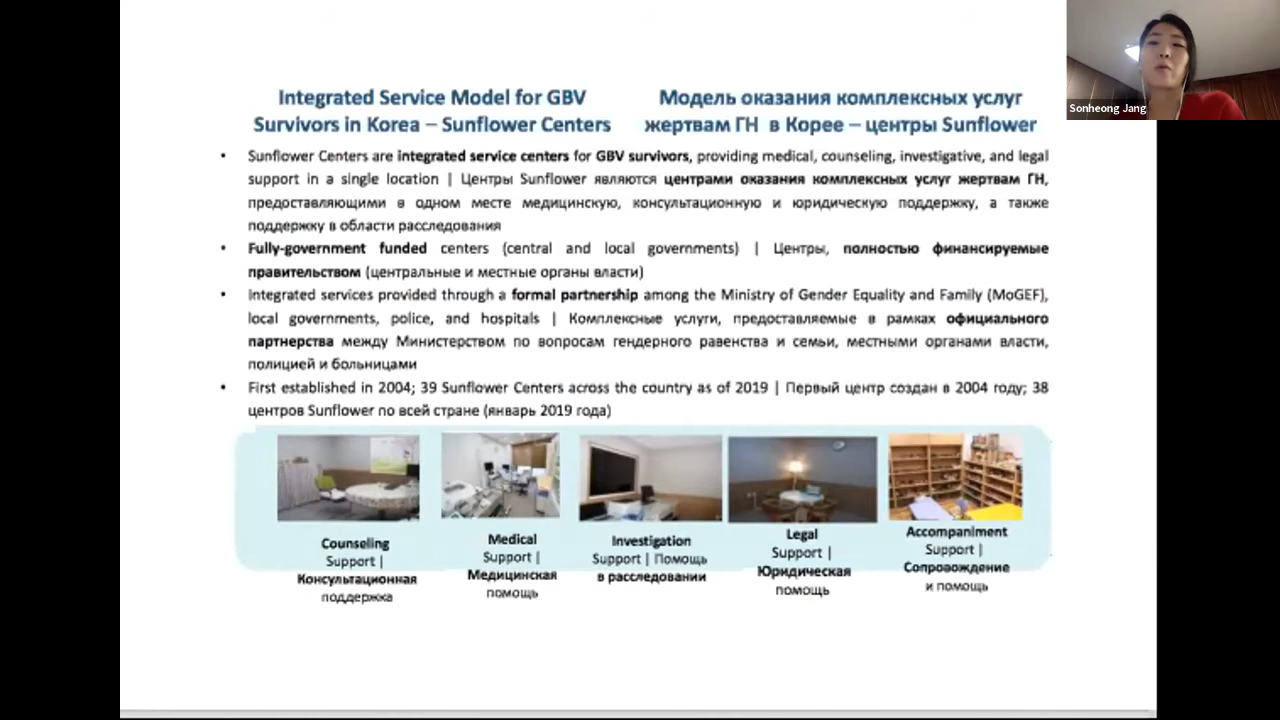 Integrated Service Model for GBV
Survivors in Korea – Sunflower Centers
Модель оказания комплексных услуг
жертвам ГН в Корее – центры Sunflower
Sonheong Jang
• Sunflower Centers are integrated service centers for GBV survivors, providing medical, counseling, investigative, and legal
support in a single location | Центры Sunflower являются центрами оказания комплексных услуг жертвам ГН,
предоставляющими в одном месте медицинскую, консультационную и юридическую поддержку, а также
поддержку в области расследования
• Fully-government funded centers (central and local governments) | Центры, полностью финансируемые
правительством (центральные и местные органы власти)
• Integrated services provided through a formal partnership among the Ministry of Gender Equality and Family (MoGEF),
local governments, police, and hospitals | Комплексные услуги, предоставляемые в рамках официального
партнерства между Министерством по вопросам гендерного равенства и семьи, местными органами власти,
полицией и больницами
• First established in 2004; 39 Sunflower Centers across the country as of 2019 | Первый центр создан в 2004 году; 38
центров Sunflower по всей стране (январь 2019 года)
Counseling
Support |
Консультационная
поддержка
Medical
Support |
Медицинская
помощь
Investigation
Support | Помощь
в расследовании
Legal
Support |
Юридическая
помощь
Accompaniment
Support |
Сопровождение
и помощь